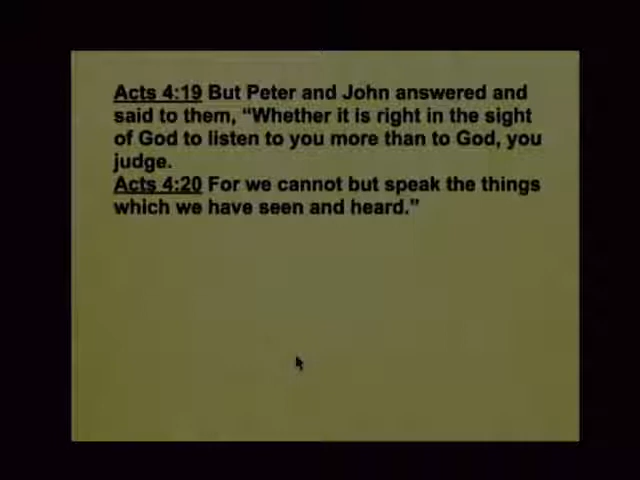 Acts 4:19 But Peter and John answered and
said to them, “Whether it is right in the sight
of God to listen to you more than to God, you
judge.
Acts 4:20 For we cannot but speak the things
which we have seen and heard.”